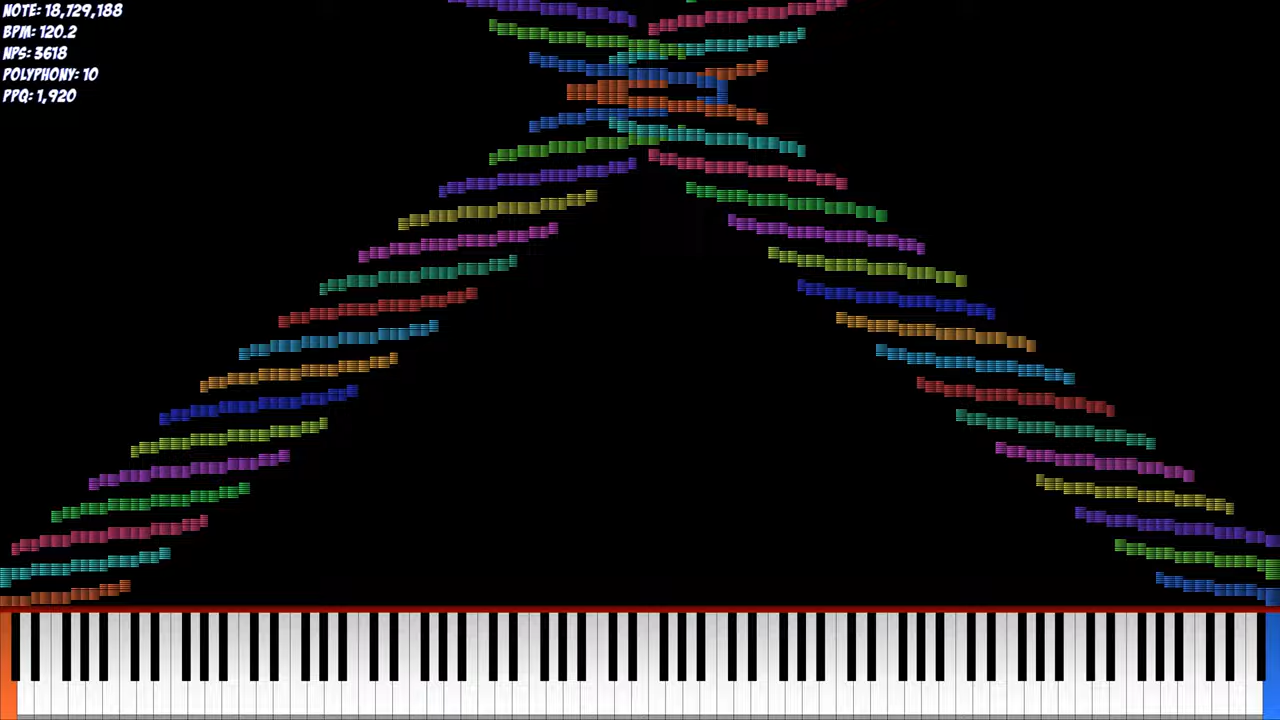 NOTE: 18,729,188
BPM: 120.2
NPS: 3618
POLYPHONY: 10
PPQ: 1,920